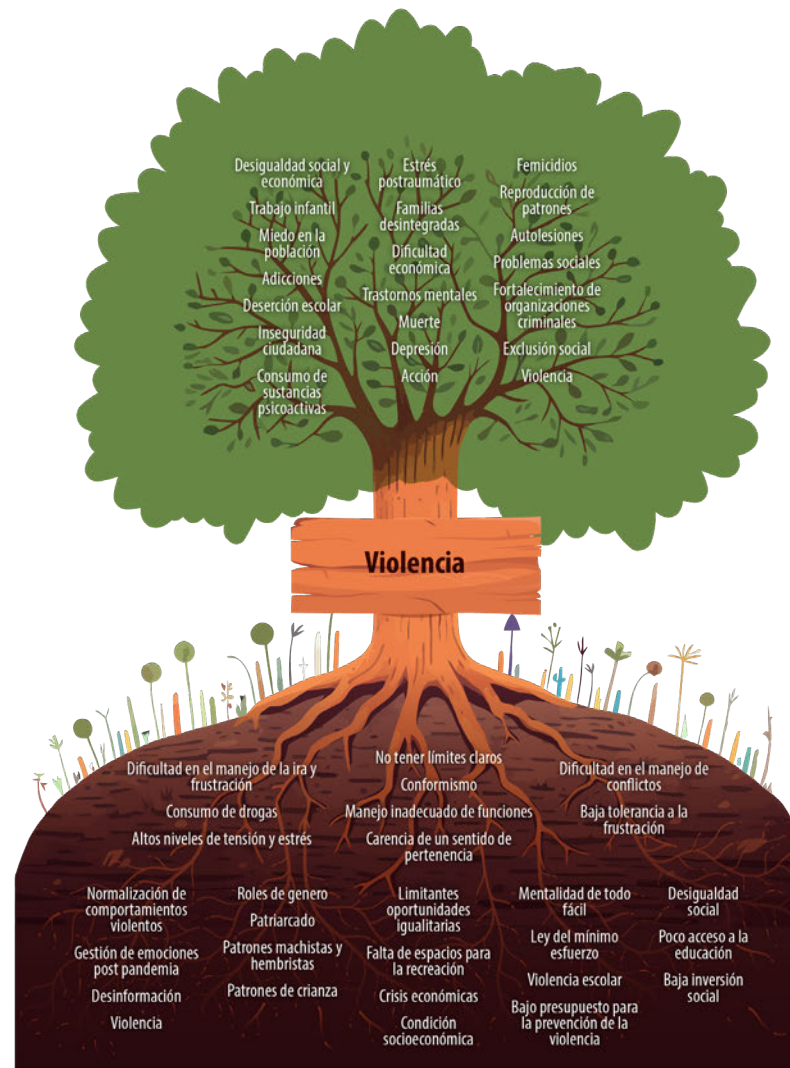 Desigualdad social y
económica
Trabajo infantil
Miedo en la
población
Adicciones
Deserción escolar
Inseguridad
ciudadana
Consumo de
sustancias
psicoactivas
Estrés
postraumático
Familias
desintegradas
Dificultad
económica
Trastornos mentales
Muerte
Depresión
Acción
Femicidios
Reproducción de
patrones
Autolesiones
Problemas sociales
Fortalecimiento de
organizaciones
criminales
Exclusión social
Violencia
Violencia
Dificultad en el manejo de la ira y
frustración
Consumo de drogas
Altos niveles de tensión y estrés
No tener límites claros
Conformismo
Manejo inadecuado de funciones
Carencia de un sentido de
pertenencia
Dificultad en el manejo de
conflictos
Baja tolerancia a la
frustración
Normalización de
comportamientos
violentos
Gestión de emociones
post pandemia
Desinformación
Violencia
Roles de genero
Patriarcado
Patrones machistas y
hembristas
Patrones de crianza
Limitantes
oportunidades
igualitarias
Falta de espacios para
la recreación
Crisis económicas
Condición
socioeconómica
Mentalidad de todo
fácil
Ley del mínimo
esfuerzo
Violencia escolar
Bajo presupuesto para
la prevención de la
violencia
Desigualdad
social
Poco acceso a la
educación
Baja inversión
social